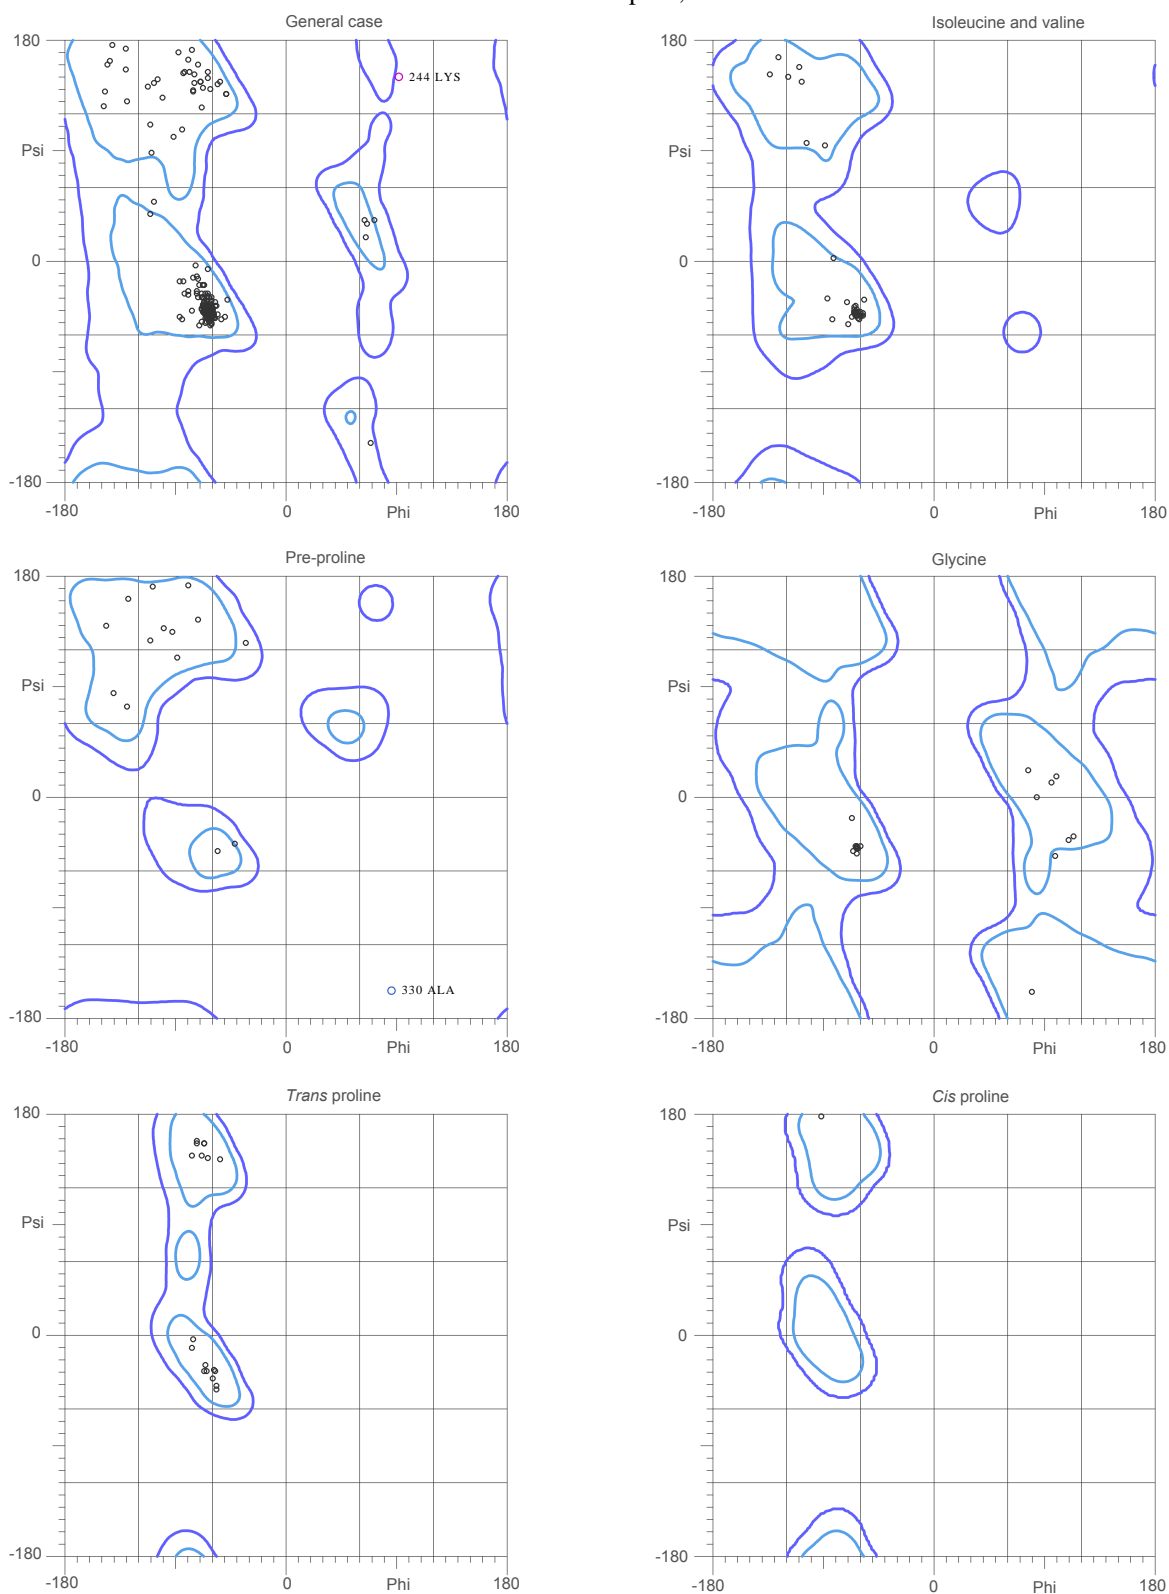 General case
Isoleucine and valine
180
244 LYS
Psi
0
-180
-180
0
Phi
180
180
Psi
0
-180
-180
0
Phi
180
Pre-proline
Glycine
180
Psi
0
330 ALA
-180
-180
0
Phi
180
180
Psi
0
-180
-180
0
Phi
180
Trans proline
Cis proline
180
Psi
0
-180
-180
0
Phi
180
180
Psi
0
-180
-180
0
Phi
180